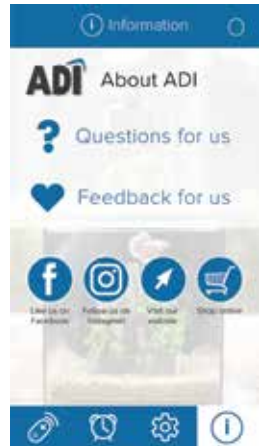 Information
ADI About ADI
? Questions for us
Feedback for us
Like us on
Facebook
Follow us on
Instagram
Visit our
website
Shop online